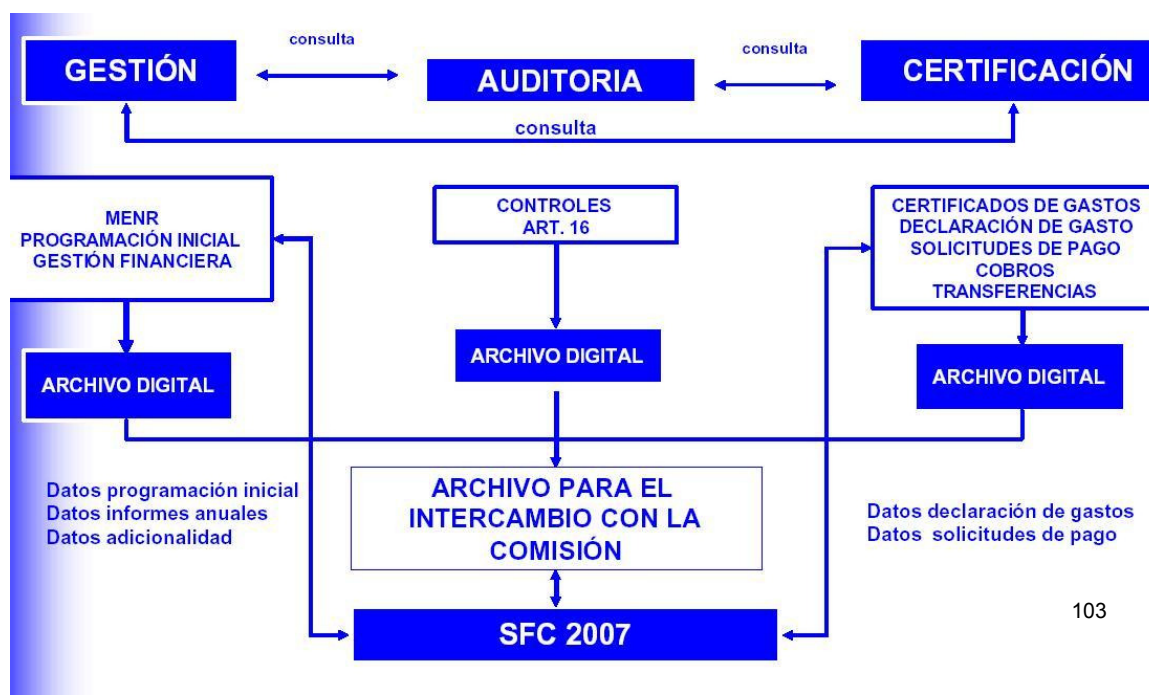 consulta
consulta
GESTIÓN
AUDITORIA
CERTIFICACIÓN
consulta
MENR
PROGRAMACIÓN INICIAL
GESTIÓN FINANCIERA
CONTROLES
ART. 16
CERTIFICADOS DE GASTOS
DECLARACIÓN DE GASTO
SOLICITUDES DE PAGO
COBROS
TRANSFERENCIAS
ARCHIVO DIGITAL
ARCHIVO DIGITAL
ARCHIVO DIGITAL
Datos programación inicial
Datos informes anuales
Datos adicionalidad
ARCHIVO PARA EL
INTERCAMBIO CON LA
COMISIÓN
Datos declaración de gastos
Datos solicitudes de pago
SFC 2007
103